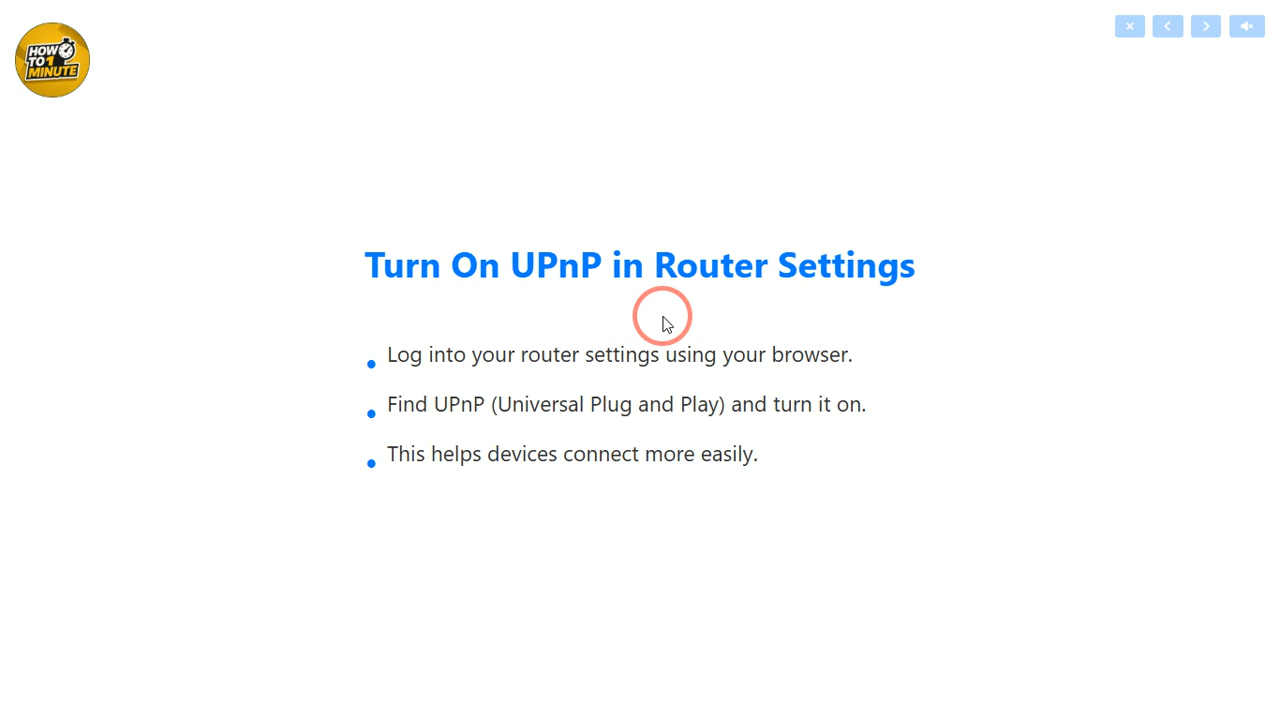 HOW
TO 1
MINUTE
Turn On UPnP in Router Settings
Log into your router settings using your browser.
Find UPnP (Universal Plug and Play) and turn it on.
This helps devices connect more easily.